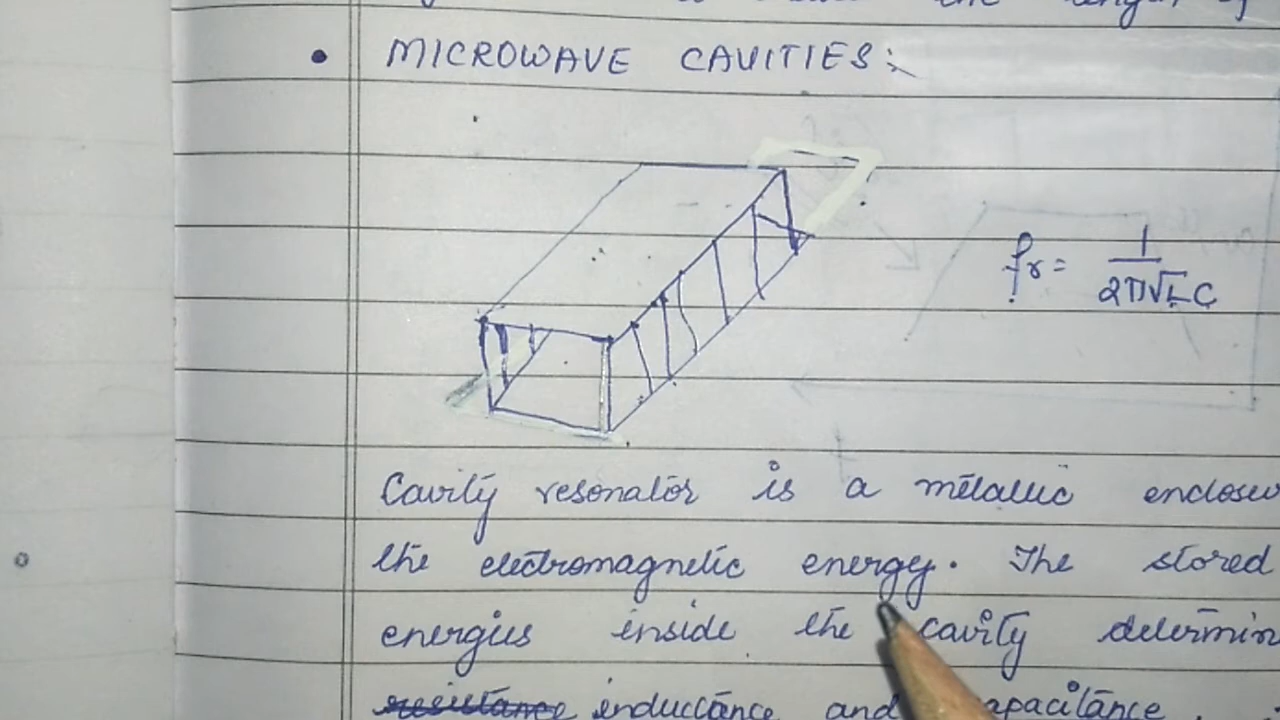 • MICROWAVE CAVITIES:
fr = 1/2π√LC
Cavity resonator is a metallic
the electromagnetic energy. The stored
energies inside the cavity
resistance inductance and capacitance.